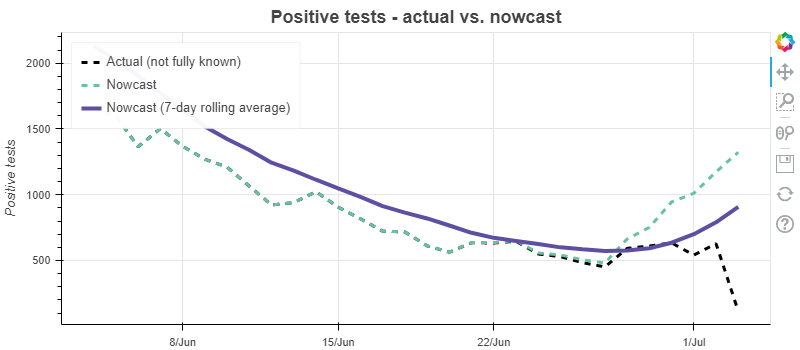 Positive tests - actual vs. nowcast
Actual (not fully known)
Nowcast
Nowcast (7-day rolling average)
Positive tests
2000
1500
1000
500
8/Jun
15/Jun
22/Jun
1/Jul